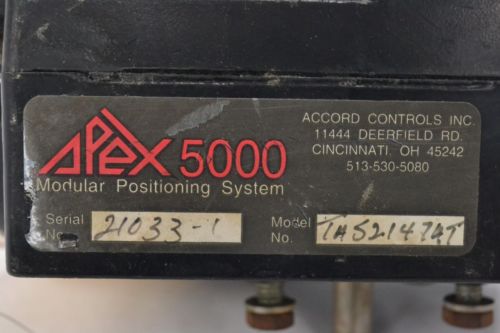 APEX 5000
Modular Positioning System
ACCORD CONTROLS INC.
11444 DEERFIELD RD.
CINCINNATI, OH 45242
513-530-5080
Serial No. 21033-1
Model No.